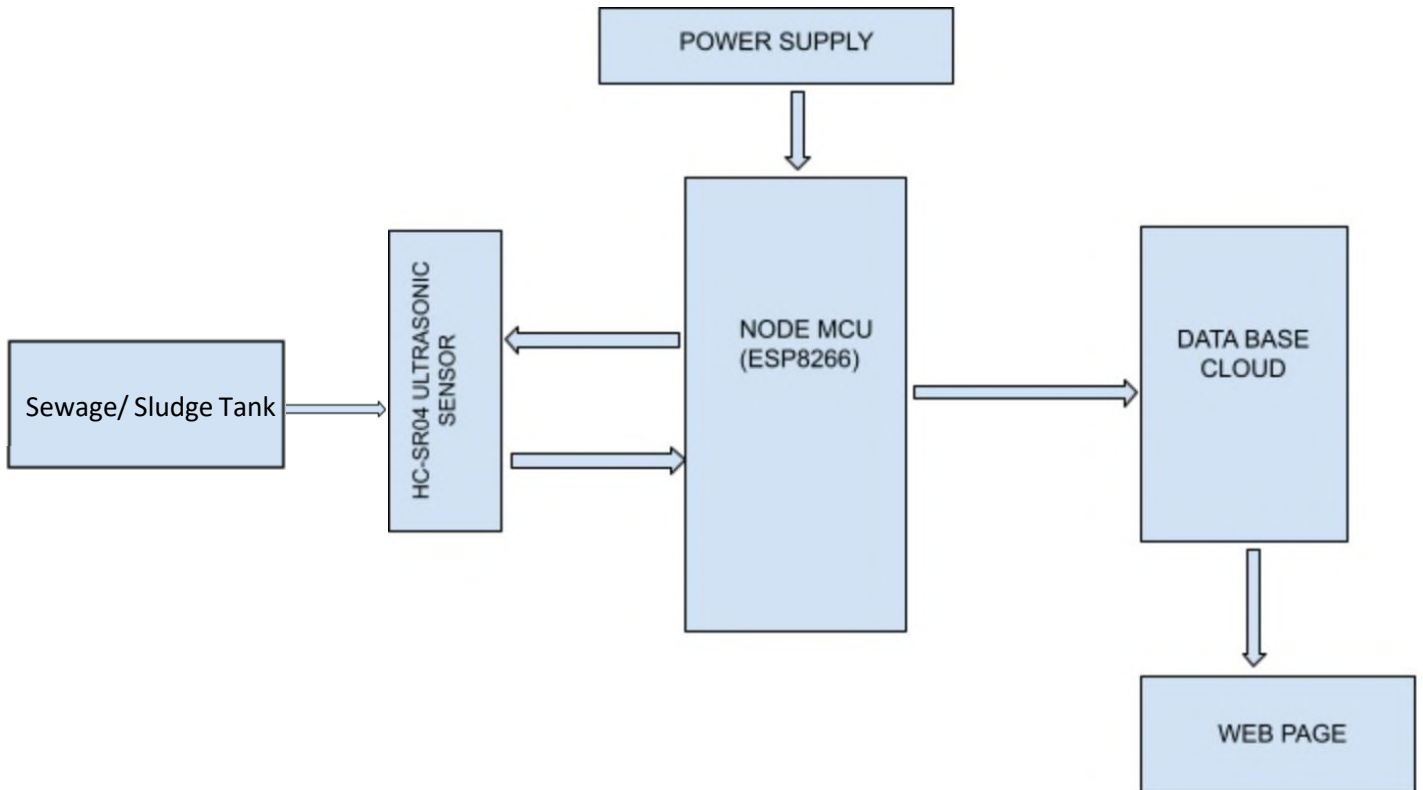 POWER SUPPLY
Sewage/ Sludge Tank
HC-SR04 ULTRASONIC
SENSOR
NODE MCU
(ESP8266)
DATA BASE
CLOUD
WEB PAGE